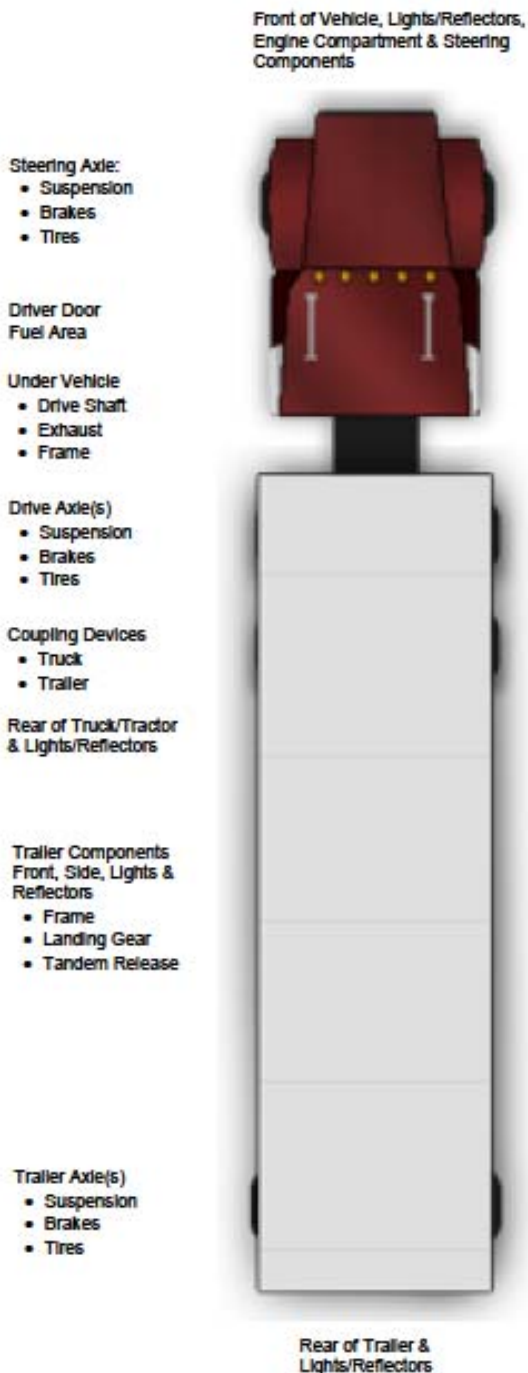 Front of Vehicle, Lights/Reflectors,
Engine Compartment & Steering
Components
Steering Axle:
• Suspension
• Brakes
• Tires
Driver Door
Fuel Area
Under Vehicle
• Drive Shaft
• Exhaust
• Frame
Drive Axle(s)
• Suspension
• Brakes
• Tires
Coupling Devices
• Truck
• Trailer
Rear of Truck/Tractor
& Lights/Reflectors
Trailer Components
Front, Side, Lights &
Reflectors
• Frame
• Landing Gear
• Tandem Release
Trailer Axle(s)
• Suspension
• Brakes
• Tires
Rear of Trailer &
Lights/Reflectors